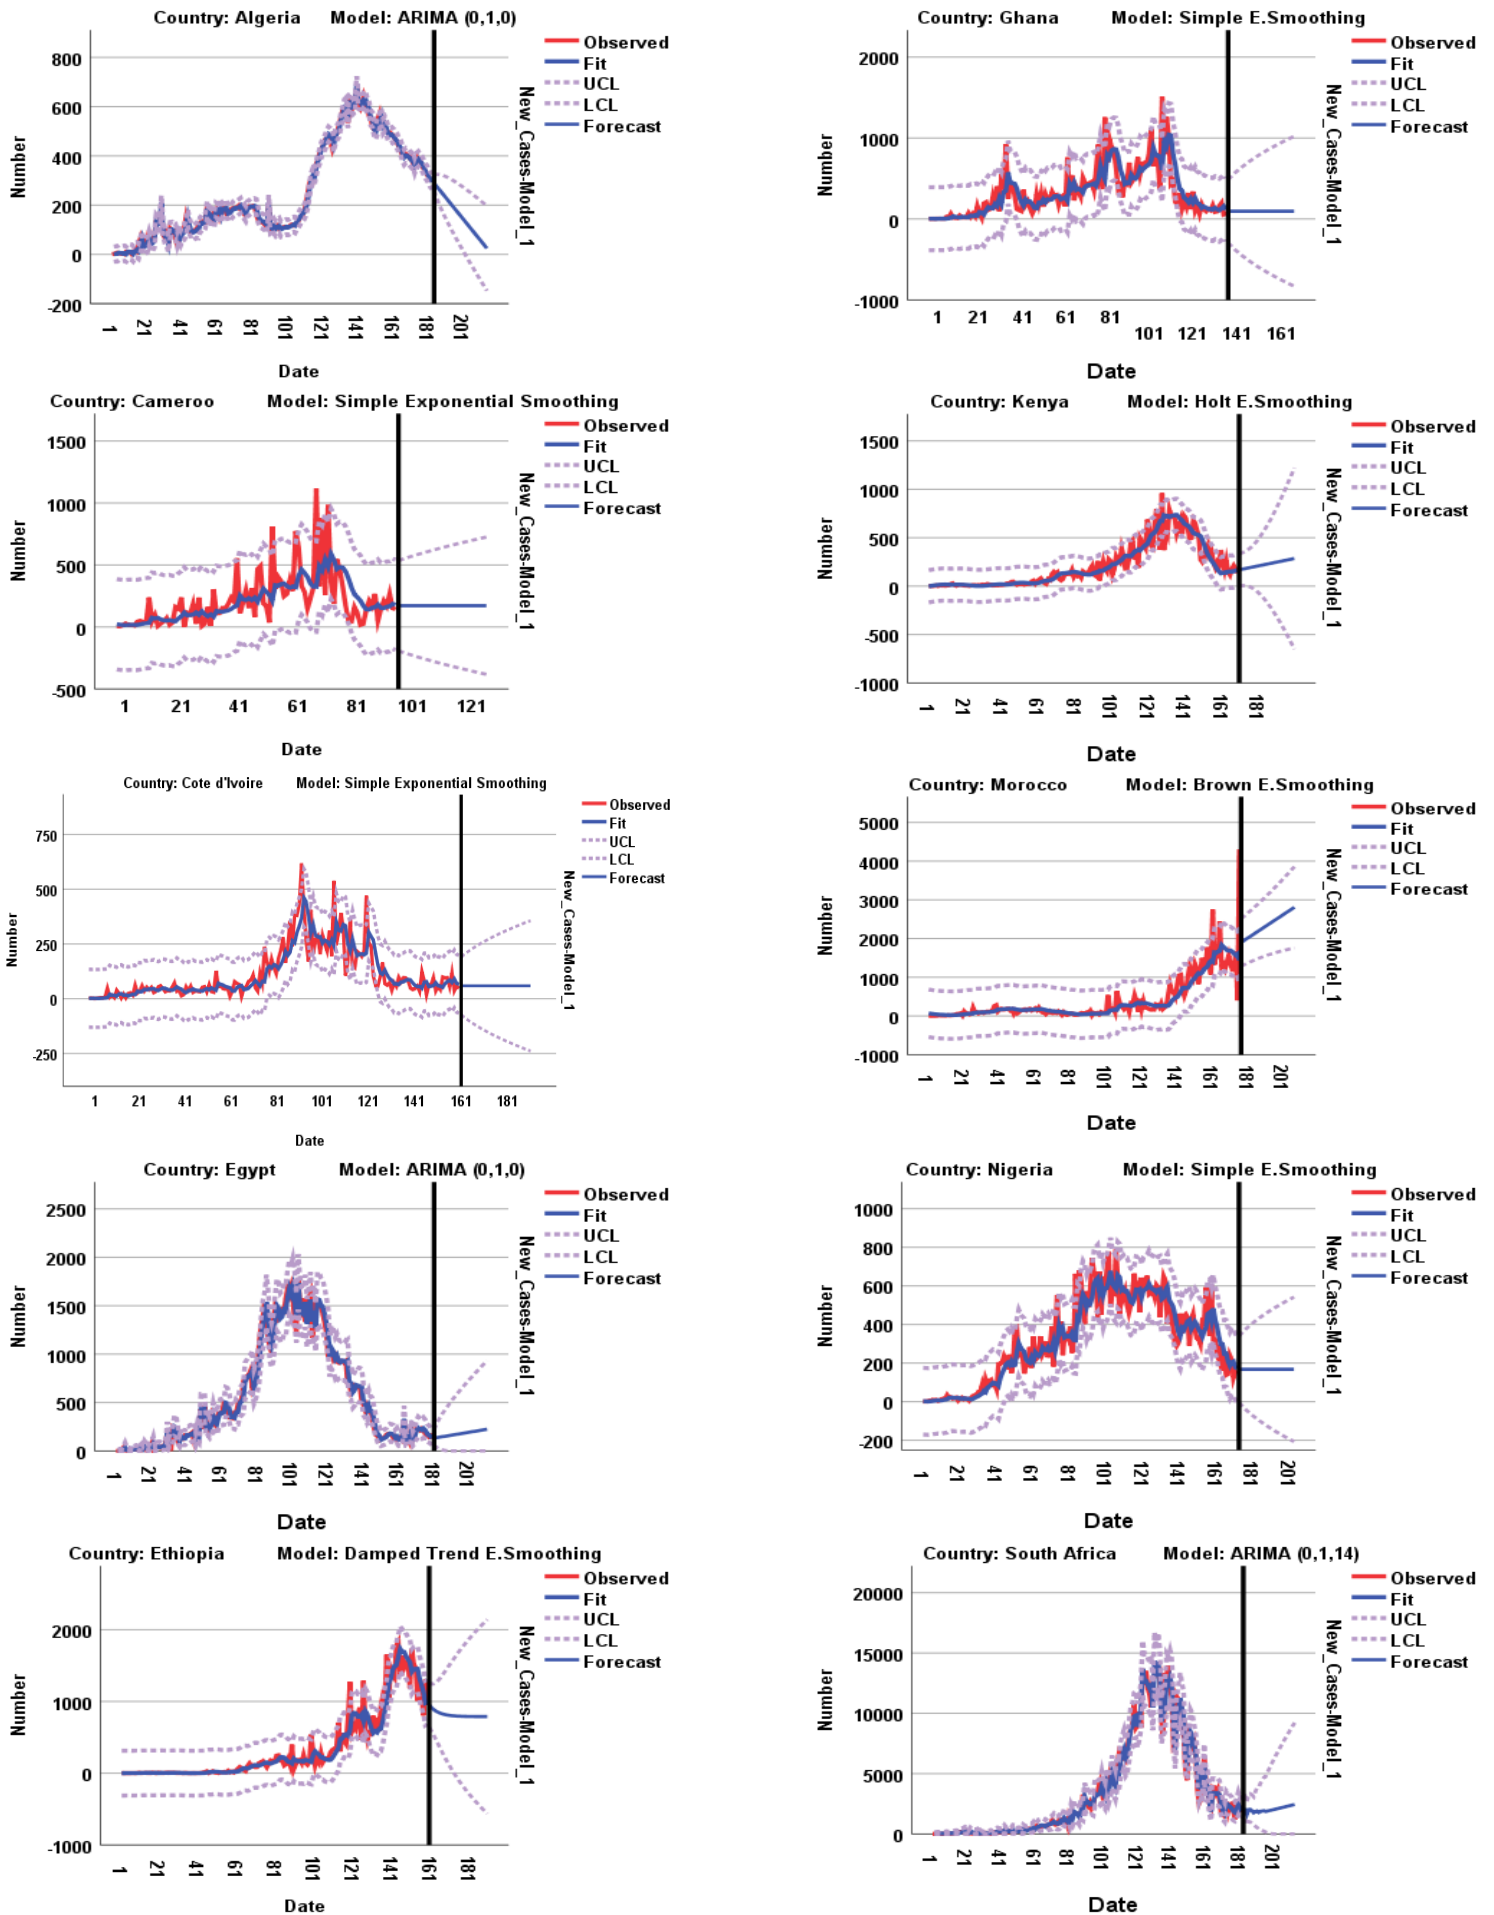 Country: Algeria Model: ARIMA (0,1,0)
800
600
400
200
0
-200
Number
1 21 41 61 81 101 121 141 161 181 201
Date
New_Cases-Model_1
Observed
Fit
UCL
LCL
Forecast
Country: Ghana Model: Simple E.Smoothing
2000
1000
0
-1000
Number
1 21 41 61 81 101 121 141 161
Date
New_Cases-Model_1
Observed
Fit
UCL
LCL
Forecast
Country: Cameroo Model: Simple Exponential Smoothing
1500
1000
500
0
-500
Number
1 21 41 61 81 101 121
Date
New_Cases-Model_1
Observed
Fit
UCL
LCL
Forecast
Country: Kenya Model: Holt E.Smoothing
1500
1000
500
0
-500
-1000
Number
1 21 41 61 81 101 121 141 161 181
Date
New_Cases-Model_1
Observed
Fit
UCL
LCL
Forecast
Country: Cote d'Ivoire Model: Simple Exponential Smoothing
750
500
250
0
-250
Number
1 21 41 61 81 101 121 141 161 181
Date
New_Cases-Model_1
Observed
Fit
UCL
LCL
Forecast
Country: Morocco Model: Brown E.Smoothing
5000
4000
3000
2000
1000
0
-1000
Number
1 21 41 61 81 101 121 141 161 181 201
Date
New_Cases-Model_1
Observed
Fit
UCL
LCL
Forecast
Country: Egypt Model: ARIMA (0,1,0)
2500
2000
1500
1000
500
0
Number
1 21 41 61 81 101 121 141 161 181 201
Date
New_Cases-Model_1
Observed
Fit
UCL
LCL
Forecast
Country: Nigeria Model: Simple E.Smoothing
1000
800
600
400
200
0
-200
Number
1 21 41 61 81 101 121 141 161 181 201
Date
New_Cases-Model_1
Observed
Fit
UCL
LCL
Forecast
Country: Ethiopia Model: Damped Trend E.Smoothing
2000
1000
0
-1000
Number
1 21 41 61 81 101 121 141 161 181
Date
New_Cases-Model_1
Observed
Fit
UCL
LCL
Forecast
Country: South Africa Model: ARIMA (0,1,14)
20000
15000
10000
5000
0
Number
1 21 41 61 81 101 121 141 161 181 201
Date
New_Cases-Model_1
Observed
Fit
UCL
LCL
Forecast